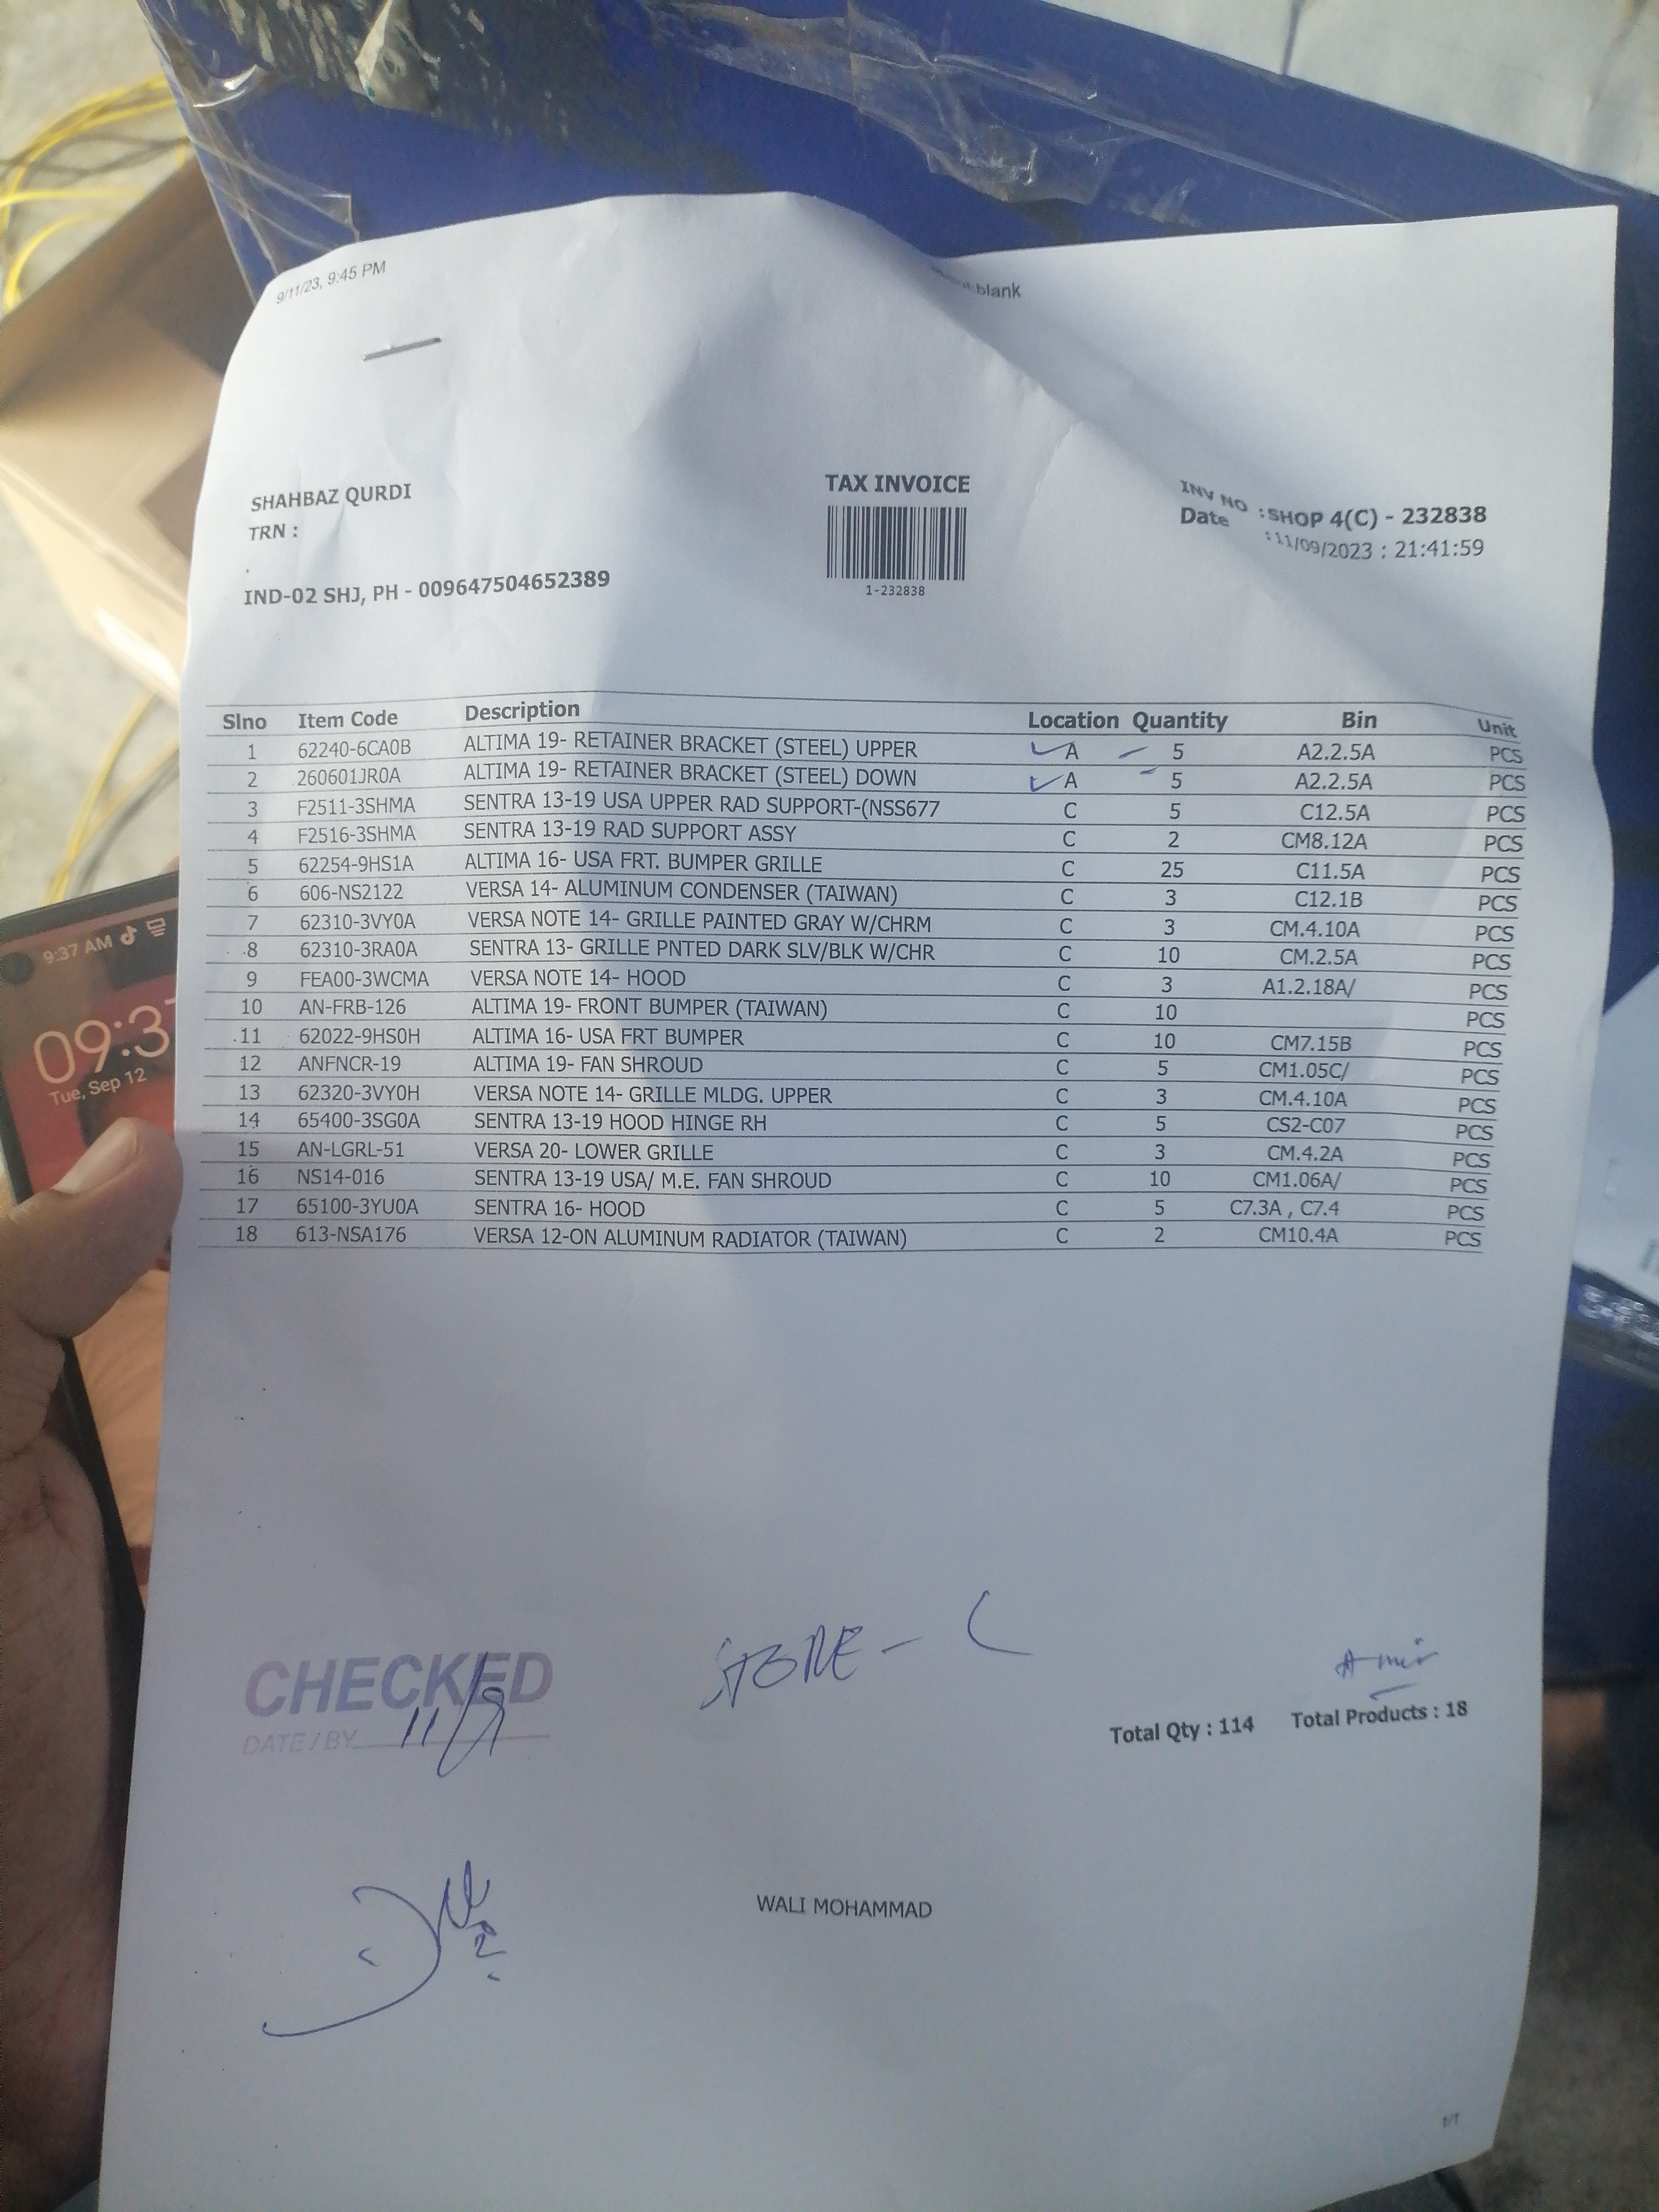 9/11/23, 9:45 PM
blank
SHAHBAZ QURDI
TRN :
.
IND-02 SHJ, PH - 009647504652389
TAX INVOICE
1-232838
INV NO : SHOP 4(C) - 232838
Date : 11/09/2023 : 21:41:59
Slno Item Code Description Location Quantity Bin Unit
1 62240-6CA0B ALTIMA 19- RETAINER BRACKET (STEEL) UPPER A 5 A2.2.5A PCS
2 260601JR0A ALTIMA 19- RETAINER BRACKET (STEEL) DOWN A 5 A2.2.5A PCS
3 F2511-3SHMA SENTRA 13-19 USA UPPER RAD SUPPORT-(NSS677 C 5 C12.5A PCS
4 F2516-3SHMA SENTRA 13-19 RAD SUPPORT ASSY C 2 CM8.12A PCS
5 62254-9HS1A ALTIMA 16- USA FRT. BUMPER GRILLE C 25 C11.5A PCS
6 606-NS2122 VERSA 14- ALUMINUM CONDENSER (TAIWAN) C 3 C12.1B PCS
7 62310-3VY0A VERSA NOTE 14- GRILLE PAINTED GRAY W/CHRM C 3 CM.4.10A PCS
8 62310-3RA0A SENTRA 13- GRILLE PNTED DARK SLV/BLK W/CHR C 10 CM.2.5A PCS
9 FEA00-3WCMA VERSA NOTE 14- HOOD C 3 A1.2.18A/ PCS
10 AN-FRB-126 ALTIMA 19- FRONT BUMPER (TAIWAN) C 10 PCS
11 62022-9HS0H ALTIMA 16- USA FRT BUMPER C 10 CM7.15B PCS
12 ANFNCR-19 ALTIMA 19- FAN SHROUD C 5 CM1.05C/ PCS
13 62320-3VY0H VERSA NOTE 14- GRILLE MLDG. UPPER C 3 CM.4.10A PCS
14 65400-3SG0A SENTRA 13-19 HOOD HINGE RH C 5 CS2-C07 PCS
15 AN-LGRL-51 VERSA 20- LOWER GRILLE C 3 CM.4.2A PCS
16 NS14-016 SENTRA 13-19 USA/ M.E. FAN SHROUD C 10 CM1.06A/ PCS
17 65100-3YU0A SENTRA 16- HOOD C 5 C7.3A , C7.4 PCS
18 613-NSA176 VERSA 12-ON ALUMINUM RADIATOR (TAIWAN) C 2 CM10.4A PCS
9:37 AM
09:37
Tue, Sep 12
CHECKED
DATE / BY 11/9
STORE - C
Amir
Total Qty : 114 Total Products : 18
WALI MOHAMMAD
1/1